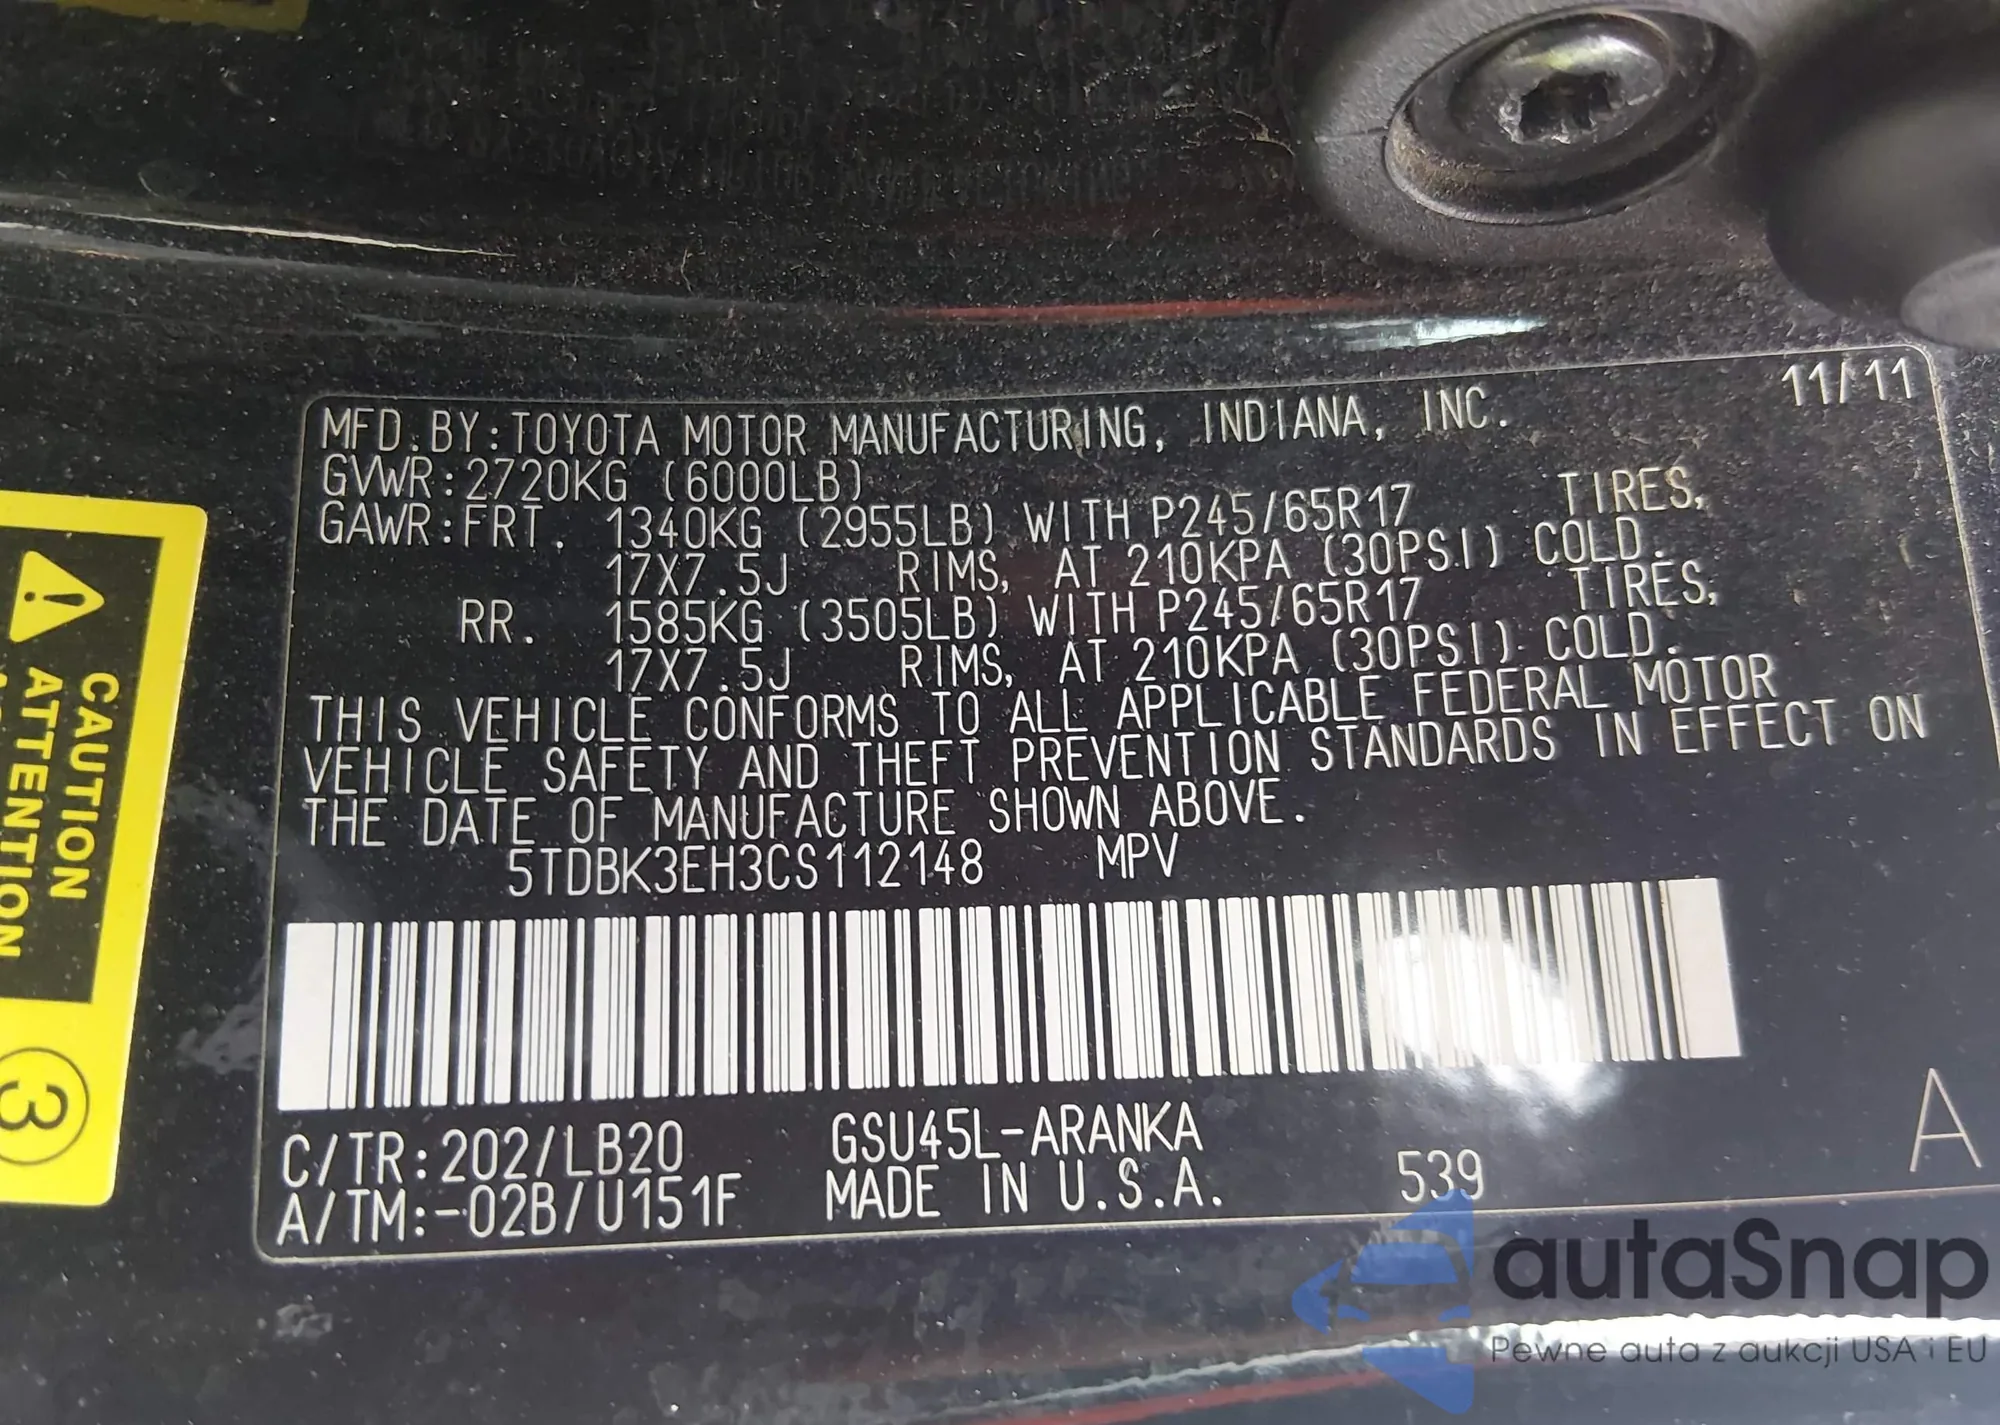 MFD.BY:TOYOTA MOTOR MANUFACTURING, INDIANA, INC. 11/11
GVWR:2720KG (6000LB)
GAWR:FRT. 1340KG (2955LB) WITH P245/65R17 TIRES,
17X7.5J RIMS, AT 210KPA (30PSI) COLD.
RR. 1585KG (3505LB) WITH P245/65R17 TIRES,
17X7.5J RIMS, AT 210KPA (30PSI) COLD.
THIS VEHICLE CONFORMS TO ALL APPLICABLE FEDERAL MOTOR
VEHICLE SAFETY AND THEFT PREVENTION STANDARDS IN EFFECT ON
THE DATE OF MANUFACTURE SHOWN ABOVE.
5TDBK3EH3CS112148 MPV
C/TR:202/LB20 GSU45L-ARANKA
A/TM:-02B/U151F MADE IN U.S.A. 539 A
CAUTION
ATTENTION
3
autaSnap
Pewne auta z aukcji USA i EU